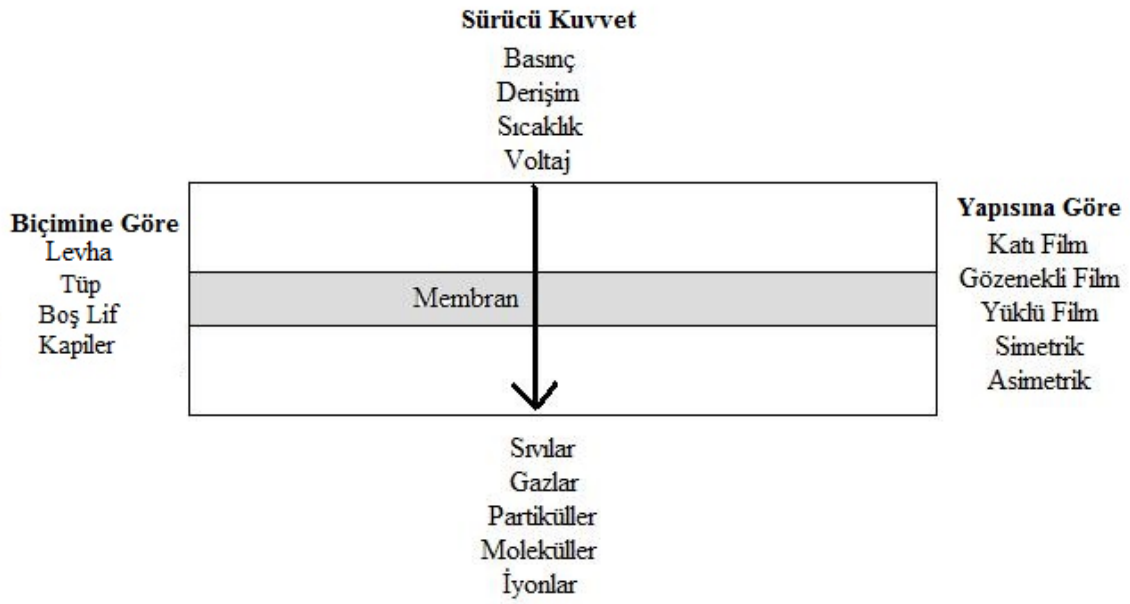 Sürücü Kuvvet
Basınç
Derişim
Sıcaklık
Voltaj
Biçimine Göre
Levha
Tüp
Boş Lif
Kapiler
Membran
Yapısına Göre
Katı Film
Gözenekli Film
Yüklü Film
Simetrik
Asimetrik
Sıvılar
Gazlar
Partiküller
Moleküller
İyonlar